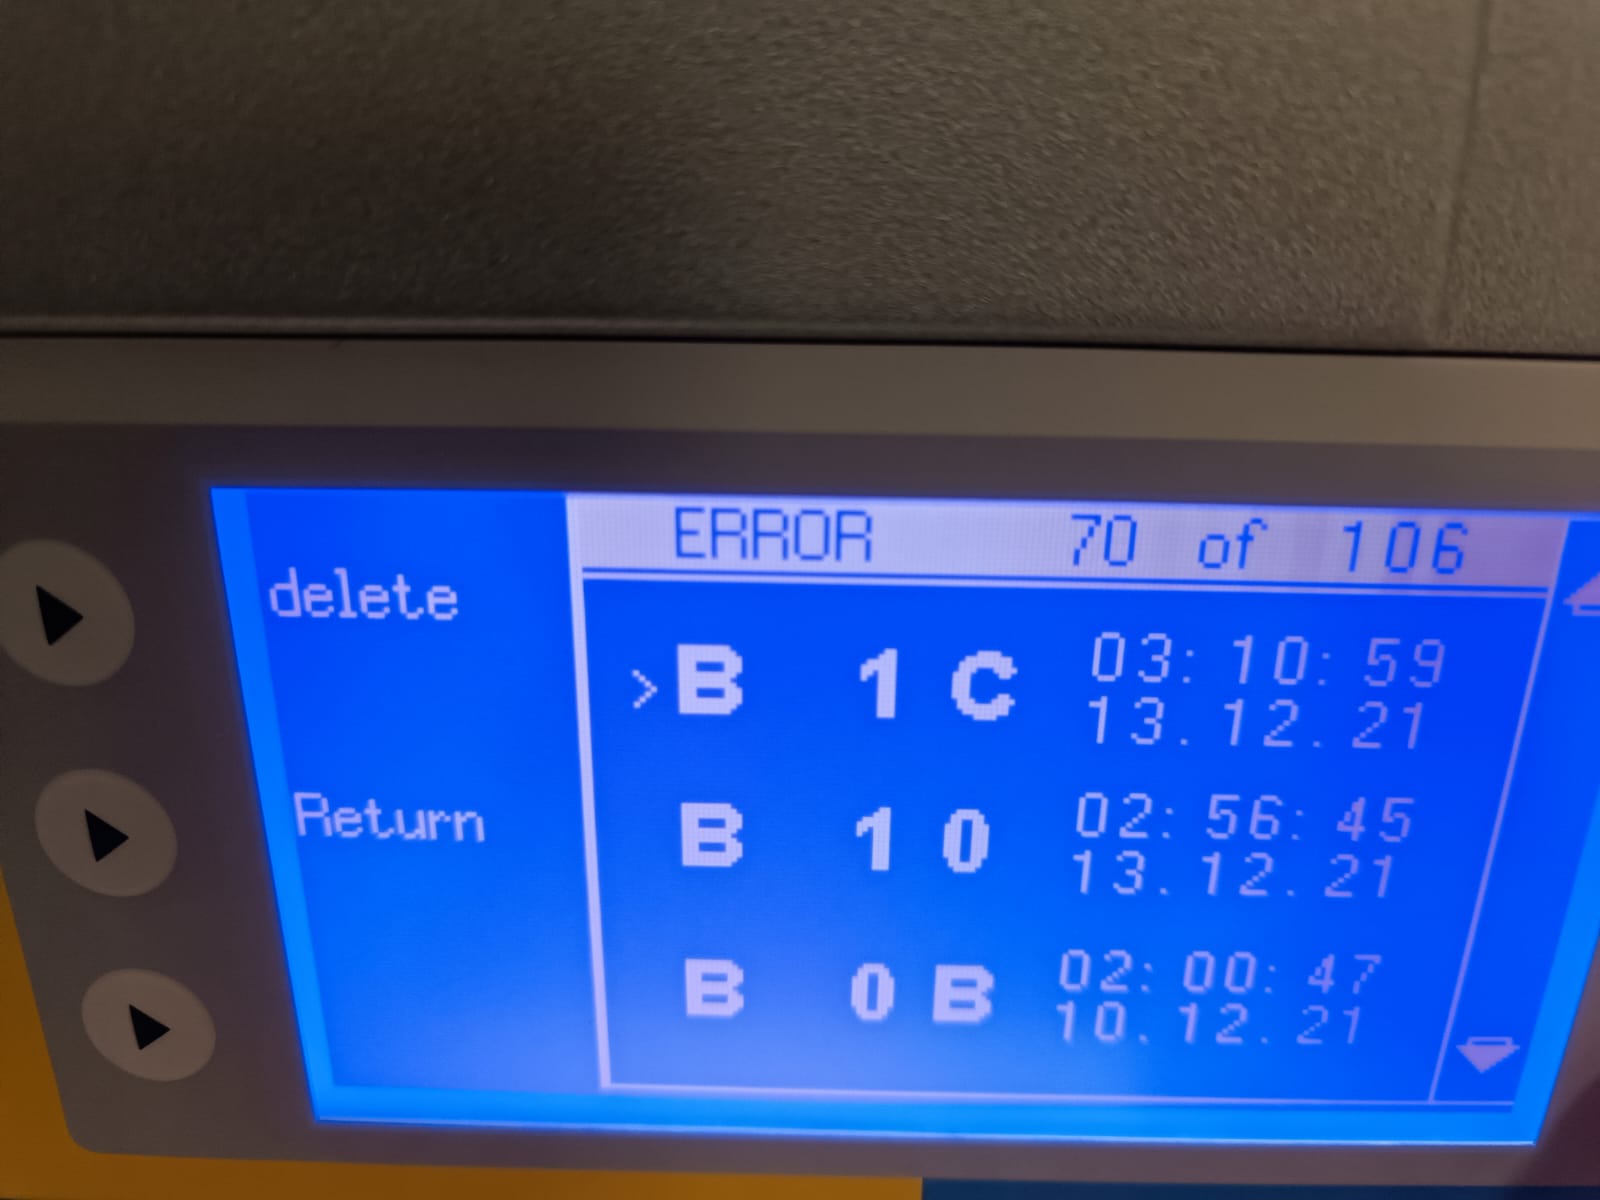 ERROR 70 of 106
delete
>B 1C 03:10:59
13.12.21
Return
B 10 02:56:45
13.12.21
B 0B 02:00:47
10.12.21